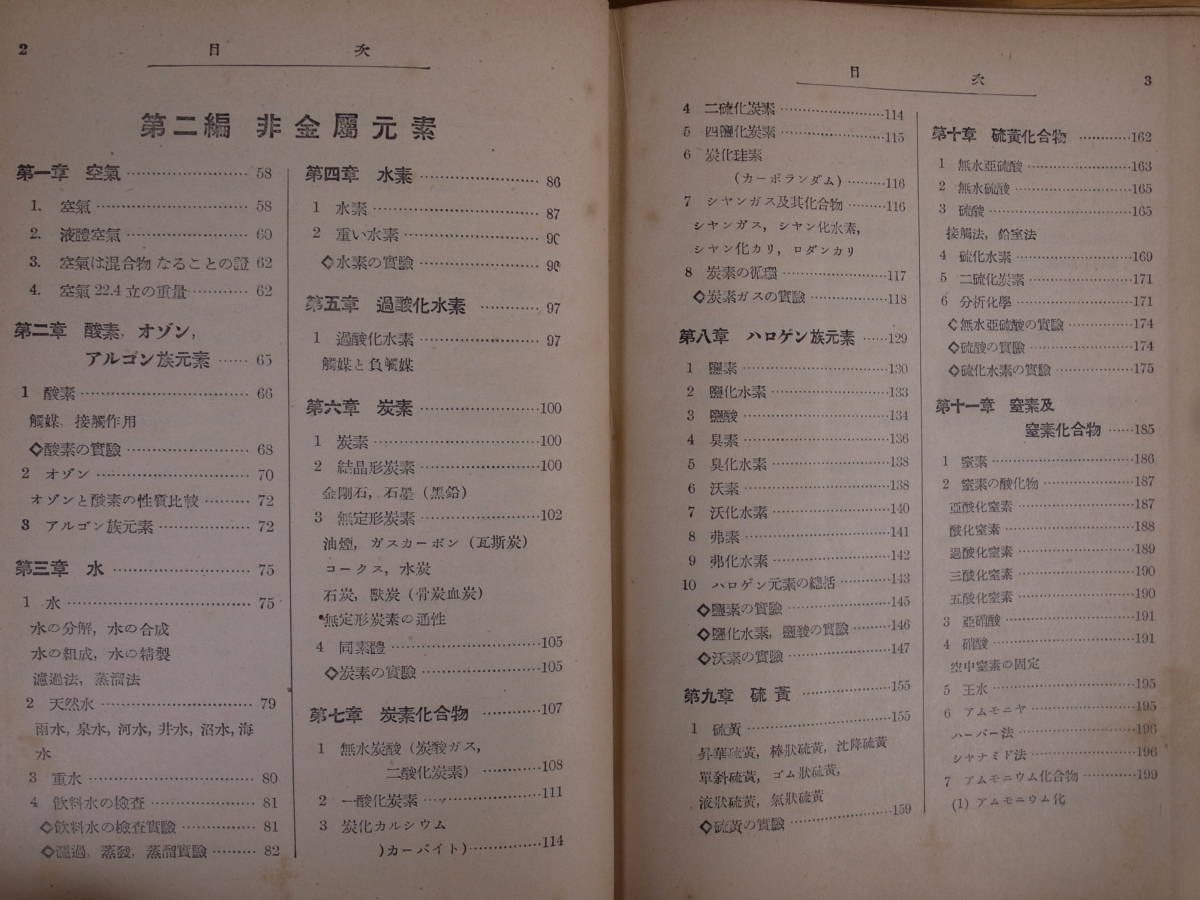 2 目次
第二編 非金屬元素
第一章 空氣 …… 58
1. 空氣 …… 58
2. 液體空氣 …… 60
3. 空氣は混合物なることの證 62
4. 空氣22.4立の重量 …… 62
第二章 酸素, オゾン,
アルゴン族元素 …… 65
1 酸素 …… 66
觸媒, 接觸作用
◇酸素の實驗 …… 68
2 オゾン …… 70
オゾンと酸素の性質比較 …… 72
3 アルゴン族元素 …… 72
第三章 水 …… 75
1 水 …… 75
水の分解, 水の合成
水の組成, 水の精製
濾過法, 蒸溜法
2 天然水 …… 79
雨水, 泉水, 河水, 井水, 沼水, 海
水
3 重水 …… 80
4 飲料水の檢査 …… 81
◇飲料水の檢査實驗 …… 81
◇濾過, 蒸發, 蒸溜實驗 …… 82
第四章 水素 …… 86
1 水素 …… 87
2 重い水素 …… 90
◇水素の實驗 …… 90
第五章 過酸化水素 …… 97
1 過酸化水素 …… 97
觸媒と負觸媒
第六章 炭素 …… 100
1 炭素 …… 100
2 結晶形炭素 …… 100
金剛石, 石墨 (黑鉛)
3 無定形炭素 …… 102
油煙, ガスカーボン (瓦斯炭)
コークス, 木炭
石炭, 獸炭 (骨炭血炭)
•無定形炭素の通性
4 同素體 …… 105
◇炭素の實驗 …… 105
第七章 炭素化合物 …… 107
1 無水炭酸 (炭酸ガス,
二酸化炭素) …… 108
2 一酸化炭素 …… 111
3 炭化カルシウム
)カーバイト)…… 114
目次 3
4 二硫化炭素 …… 114
5 四鹽化炭素 …… 115
6 炭化珪素
(カーボランダム) …… 116
7 シヤンガス及其化合物 …… 116
シヤンガス, シヤン化水素,
シヤン化カリ, ロダンカリ
8 炭素の循環 …… 117
◇炭素ガスの實驗 …… 118
第八章 ハロゲン族元素 …… 129
1 鹽素 …… 130
2 鹽化水素 …… 133
3 鹽酸 …… 134
4 臭素 …… 136
5 臭化水素 …… 138
6 沃素 …… 138
7 沃化水素 …… 140
8 弗素 …… 141
9 弗化水素 …… 142
10 ハロゲン元素の總括 …… 143
◇鹽素の實驗 …… 145
◇鹽化水素, 鹽酸の實驗 …… 146
◇沃素の實驗 …… 147
第九章 硫黃 …… 155
1 硫黃 …… 155
昇華硫黃, 棒狀硫黃, 沈降硫黃
單斜硫黃, ゴム狀硫黃,
液狀硫黃, 氣狀硫黃
◇硫黃の實驗 …… 159
第十章 硫黃化合物 …… 162
1 無水亞硫酸 …… 163
2 無水硫酸 …… 165
3 硫酸 …… 165
接觸法, 鉛室法
4 硫化水素 …… 169
5 二硫化炭素 …… 171
6 分析化學 …… 171
◇無水亞硫酸の實驗 …… 174
◇硫酸の實驗 …… 174
◇硫化水素の實驗 …… 175
第十一章 窒素及
窒素化合物 …… 185
1 窒素 …… 186
2 窒素の酸化物 …… 187
亞酸化窒素 …… 187
酸化窒素 …… 188
過酸化窒素 …… 189
三酸化窒素 …… 190
五酸化窒素 …… 190
3 亞硝酸 …… 191
4 硝酸 …… 191
空中窒素の固定
5 王水 …… 195
6 アムモニヤ …… 195
ハーバー法 …… 196
シヤナミド法 …… 196
7 アムモニウム化合物 …… 199
(1) アムモニウム化